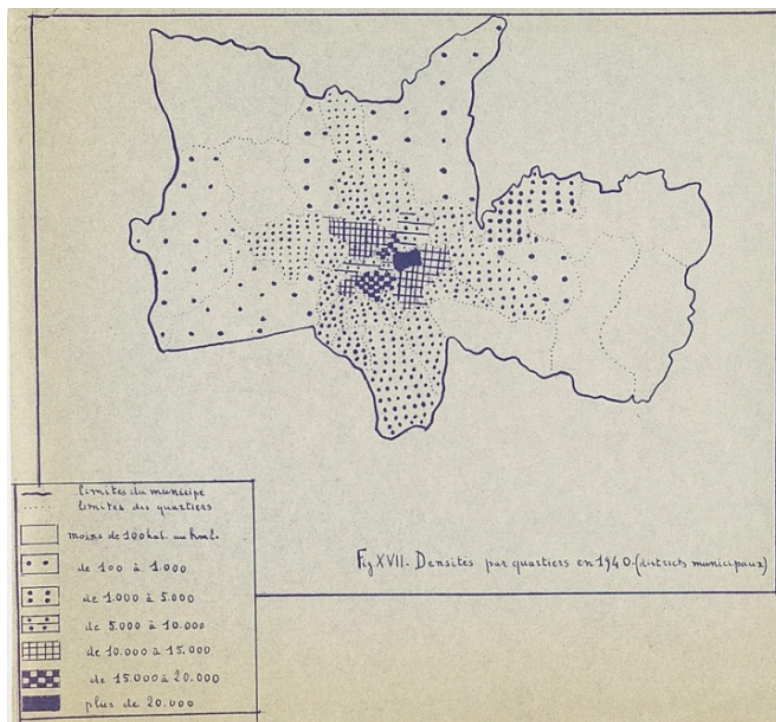 Fig XVII. Densités par quartiers en 1940. (districts municipaux)
limites du municipe
limites des quartiers
moins de 100 hab. au km2.
de 100 à 1.000
de 1.000 à 5.000
de 5.000 à 10.000
de 10.000 à 15.000
de 15.000 à 20.000
plus de 20.000